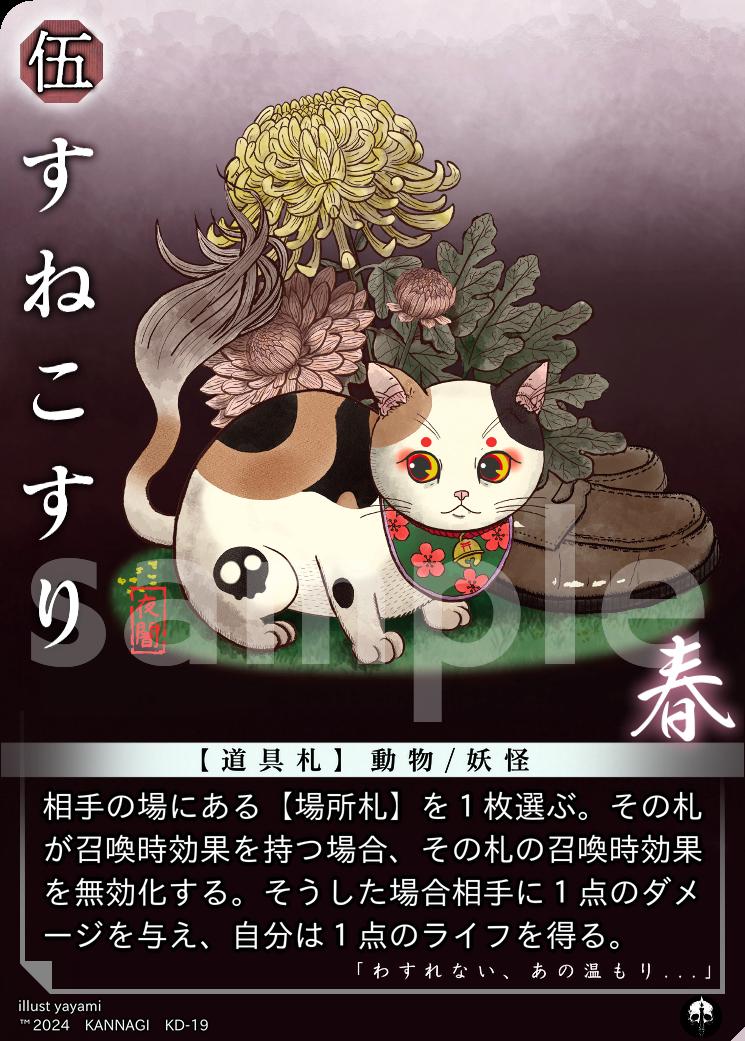 伍
すねこすり
夜闇
sample
春
【道具札】動物/妖怪
相手の場にある【場所札】を1枚選ぶ。その札
が召喚時効果を持つ場合、その札の召喚時効果
を無効化する。そうした場合相手に1点のダメ
ージを与え、自分は1点のライフを得る。
「わすれない、あの温もり...」
illust yayami
™2024 KANNAGI KD-19